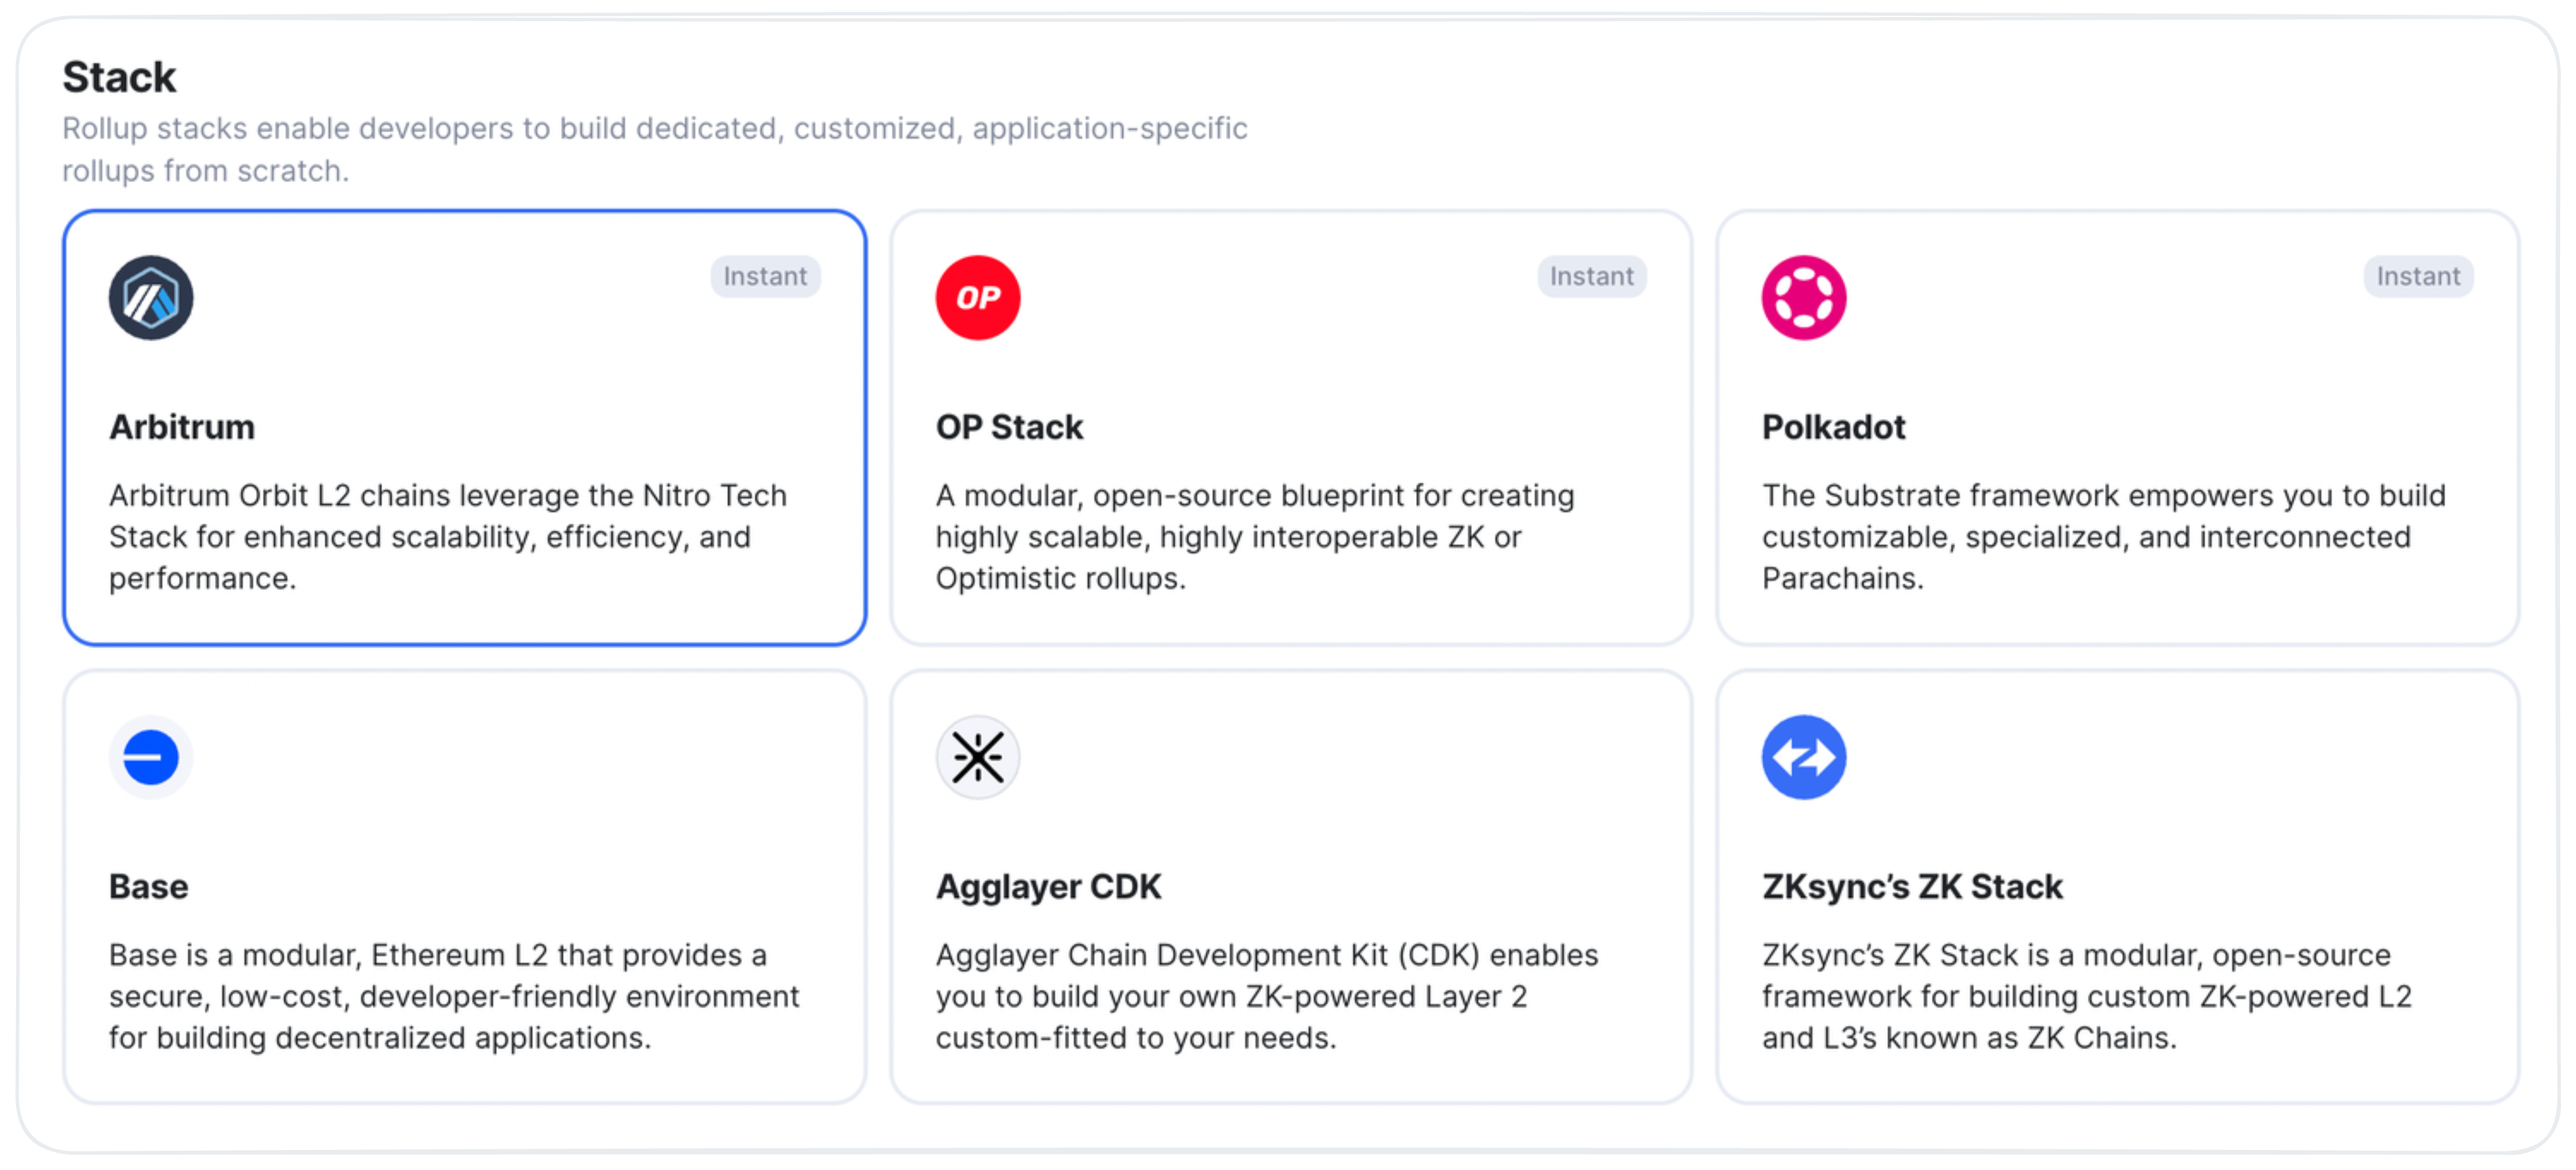 Stack
Rollup stacks enable developers to build dedicated, customized, application-specific
rollups from scratch.
Instant
Arbitrum
Arbitrum Orbit L2 chains leverage the Nitro Tech
Stack for enhanced scalability, efficiency, and
performance.
OP
Instant
OP Stack
A modular, open-source blueprint for creating
highly scalable, highly interoperable ZK or
Optimistic rollups.
Instant
Polkadot
The Substrate framework empowers you to build
customizable, specialized, and interconnected
Parachains.
Base
Base is a modular, Ethereum L2 that provides a
secure, low-cost, developer-friendly environment
for building decentralized applications.
Agglayer CDK
Agglayer Chain Development Kit (CDK) enables
you to build your own ZK-powered Layer 2
custom-fitted to your needs.
ZKsync’s ZK Stack
ZKsync’s ZK Stack is a modular, open-source
framework for building custom ZK-powered L2
and L3’s known as ZK Chains.